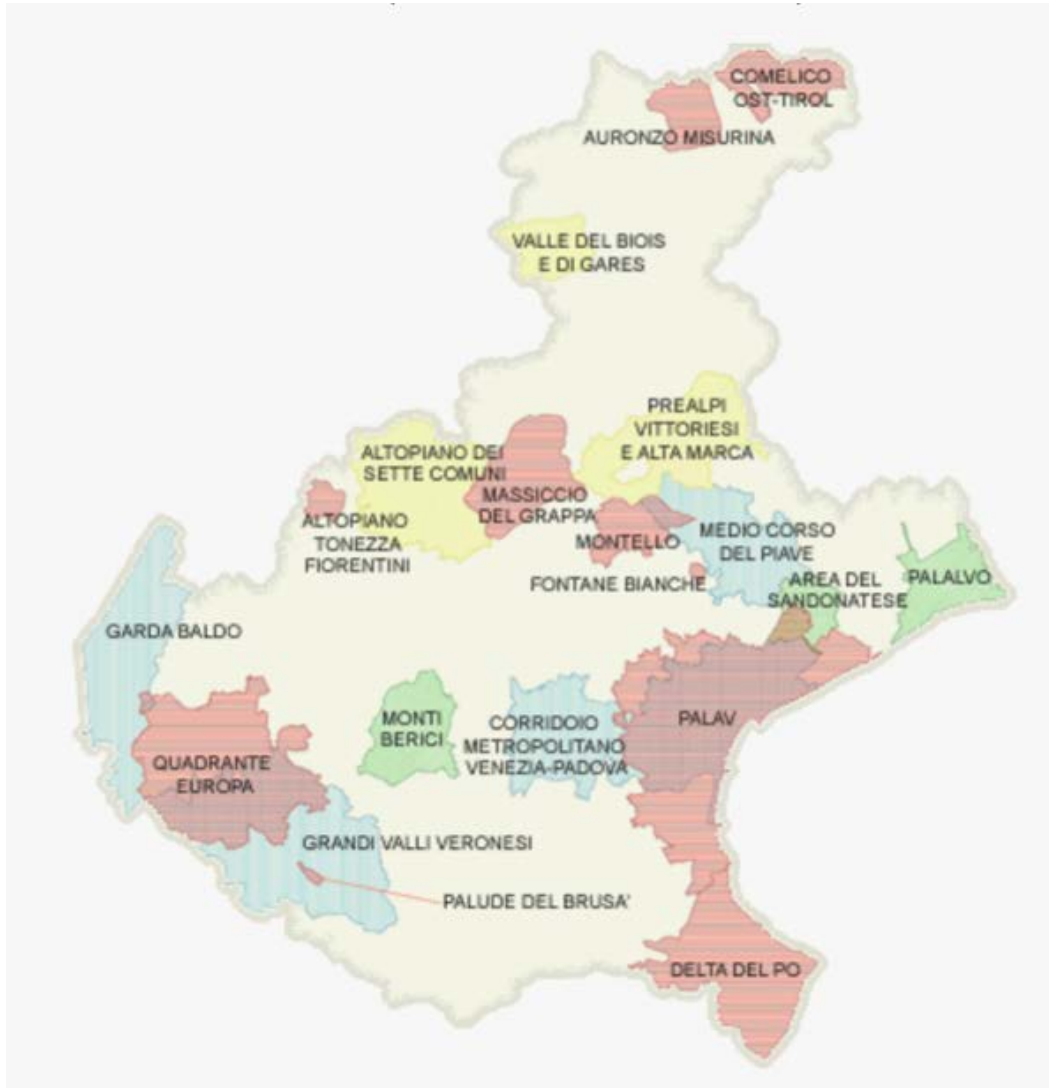 COMELICO
OST-TIROL
AURONZO MISURINA
VALLE DEL BIOIS
E DI GARES
PREALPI
VITTORIESI
E ALTA MARCA
ALTOPIANO DEI
SETTE COMUNI
MASSICCIO
DEL GRAPPA
ALTOPIANO
TONEZZA
FIORENTINI
MONTELLO
MEDIO CORSO
DEL PIAVE
FONTANE BIANCHE
AREA DEL
SANDONATESE
PALALVO
GARDA BALDO
MONTI
BERICI
CORRIDOIO
METROPOLITANO
VENEZIA-PADOVA
PALAV
QUADRANTE
EUROPA
GRANDI VALLI VERONESI
PALUDE DEL BRUSA'
DELTA DEL PO